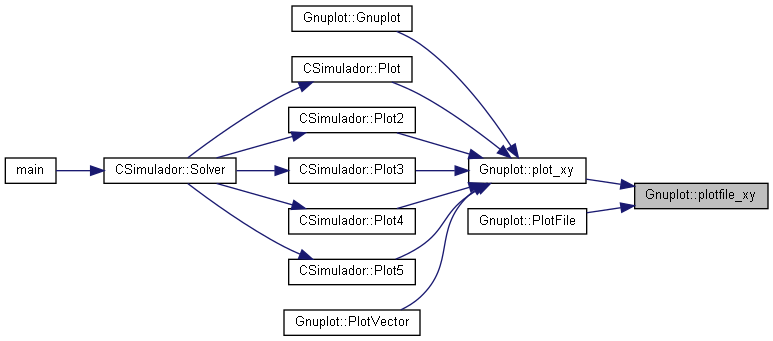 Gnuplot::Gnuplot
CSimulador::Plot
CSimulador::Plot2
main
CSimulador::Solver
CSimulador::Plot3
Gnuplot::plot_xy
Gnuplot::plotfile_xy
CSimulador::Plot4
Gnuplot::PlotFile
CSimulador::Plot5
Gnuplot::PlotVector